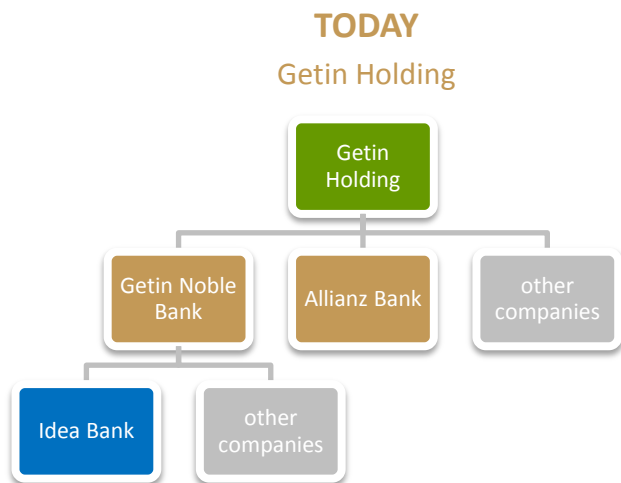 TODAY
Getin Holding
Getin
Holding
Getin Noble
Bank
Allianz Bank
other
companies
Idea Bank
other
companies